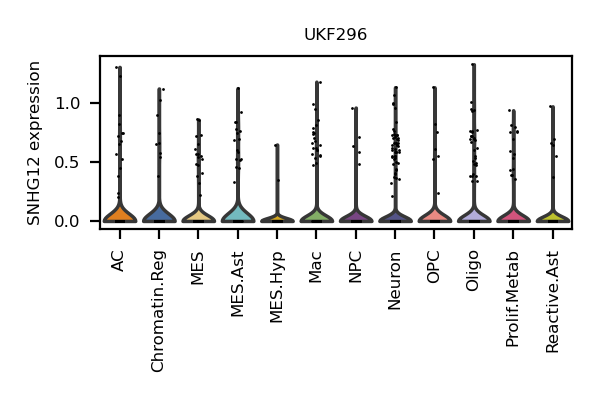 UKF296
SNHG12 expression
1.0
0.5
0.0
AC
Chromatin.Reg
MES
MES.Ast
MES.Hyp
Mac
NPC
Neuron
OPC
Oligo
Prolif.Metab
Reactive.Ast